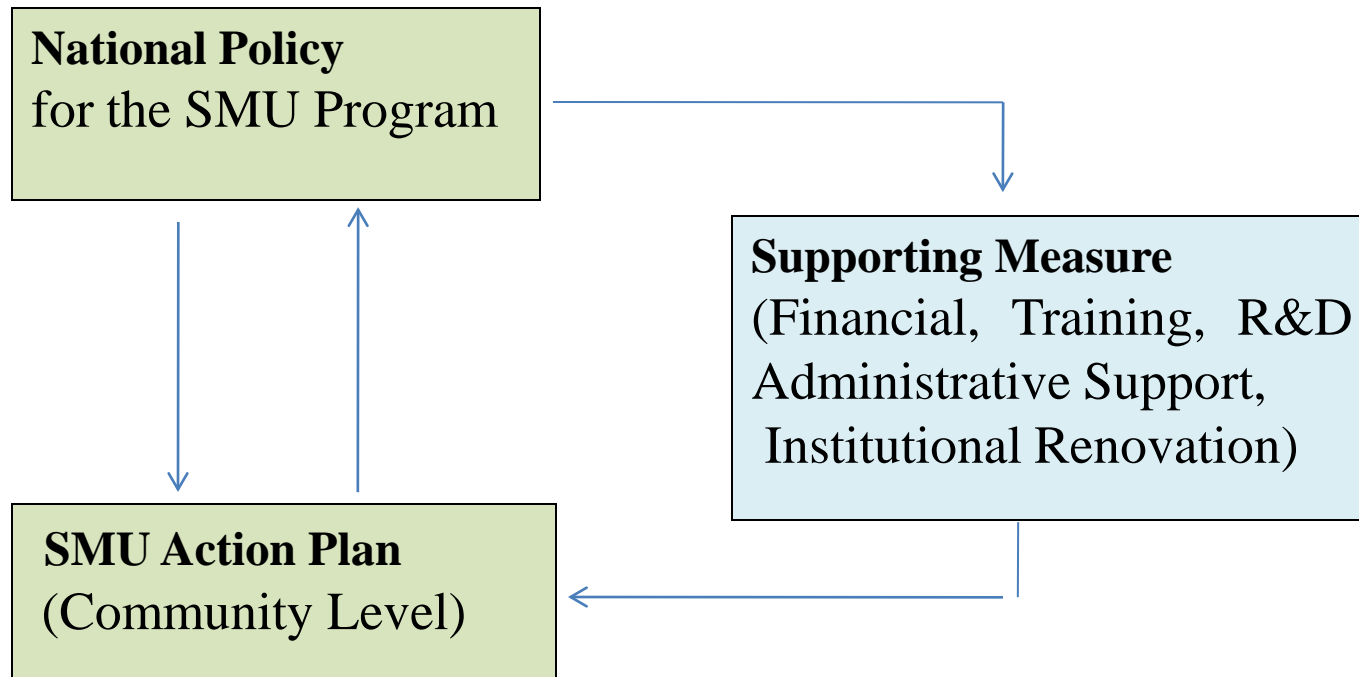 National Policy
for the SMU Program
Supporting Measure
(Financial, Training, R&D
Administrative Support,
Institutional Renovation)
SMU Action Plan
(Community Level)